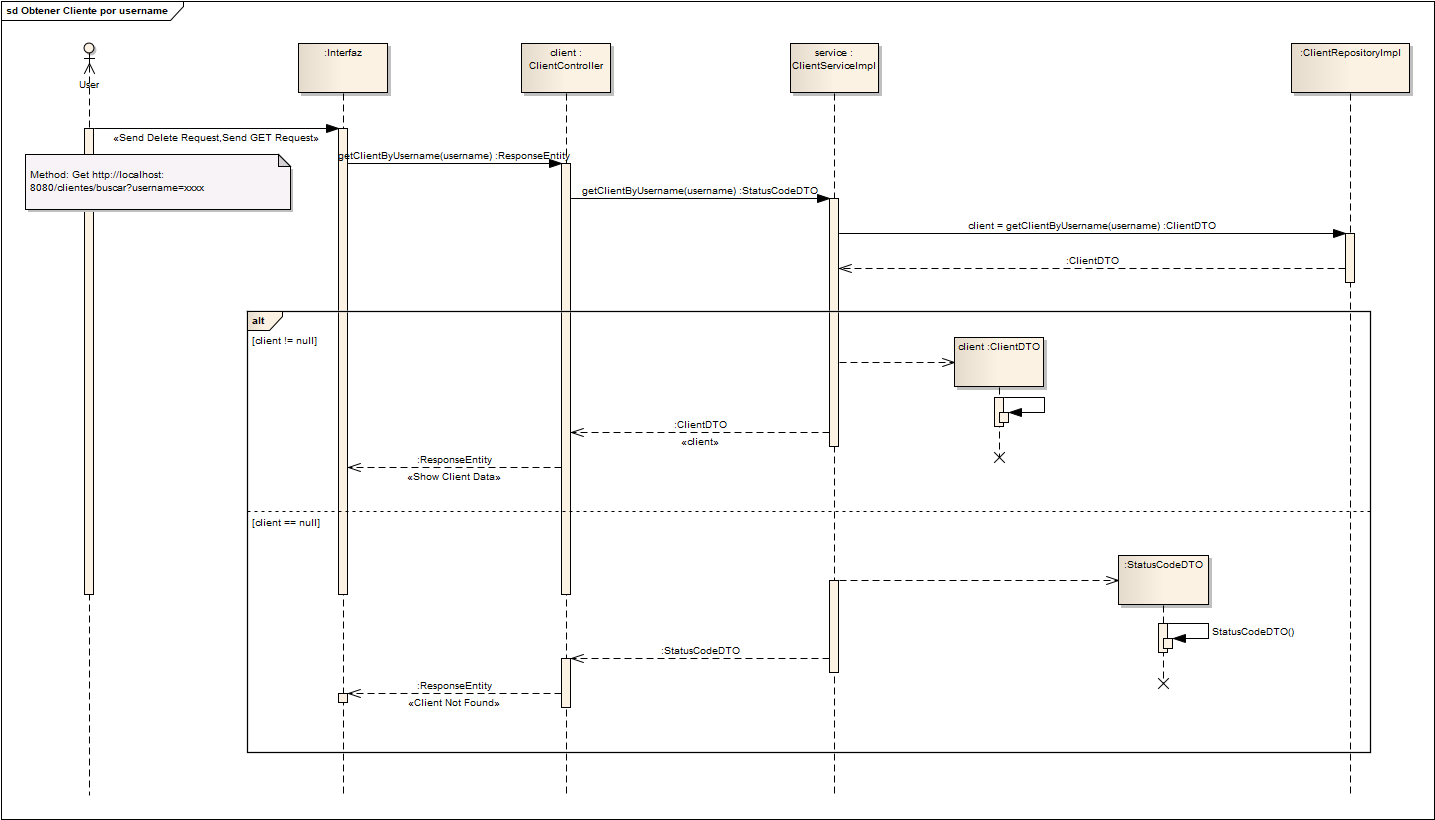 sd Obtener Cliente por username
User
:Interfaz
client :
ClientController
service :
ClientServiceImpl
:ClientRepositoryImpl
«Send Delete Request,Send GET Request»
Method: Get http://localhost:
8080/clientes/buscar?username=xxxx
getClientByUsername(username) :ResponseEntity
getClientByUsername(username) :StatusCodeDTO
client = getClientByUsername(username) :ClientDTO
:ClientDTO
alt
[client != null]
client :ClientDTO
:ClientDTO
«client»
:ResponseEntity
«Show Client Data»
[client == null]
:StatusCodeDTO
StatusCodeDTO()
:StatusCodeDTO
:ResponseEntity
«Client Not Found»